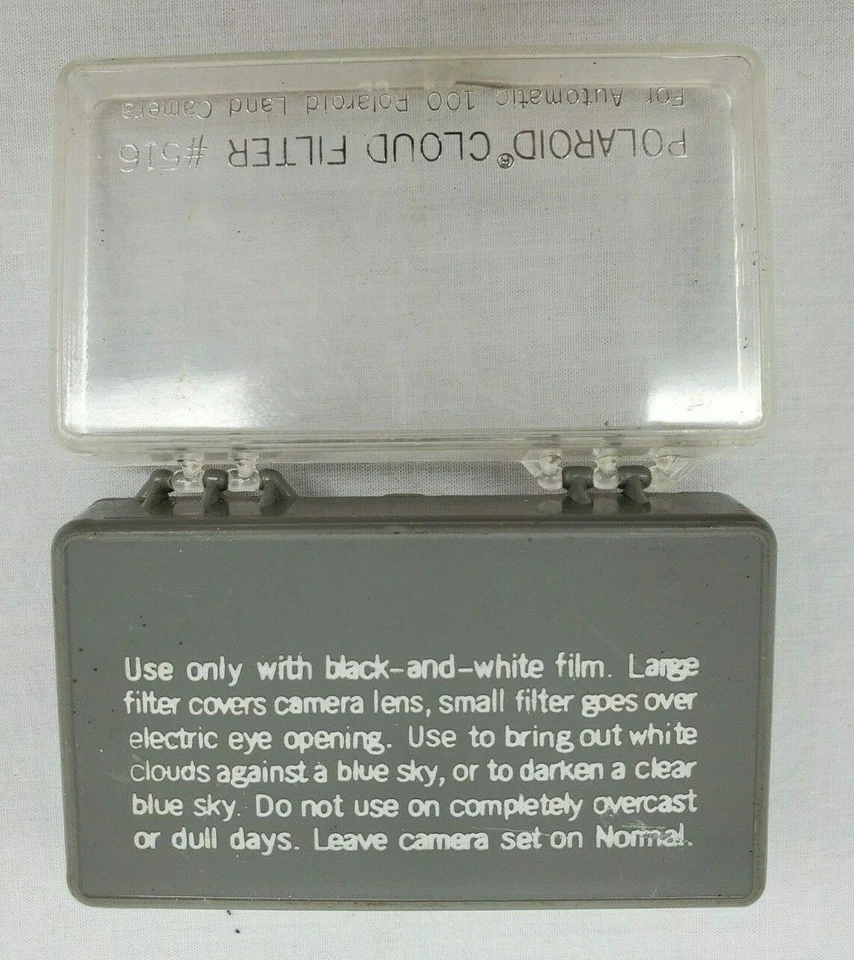 For Automatic 100 Polaroid Land Camera
POLAROID® CLOUD FILTER #516
Use only with black-and-white film. Large
filter covers camera lens, small filter goes over
electric eye opening. Use to bring out white
clouds against a blue sky, or to darken a clear
blue sky. Do not use on completely overcast
or dull days. Leave camera set on Normal.